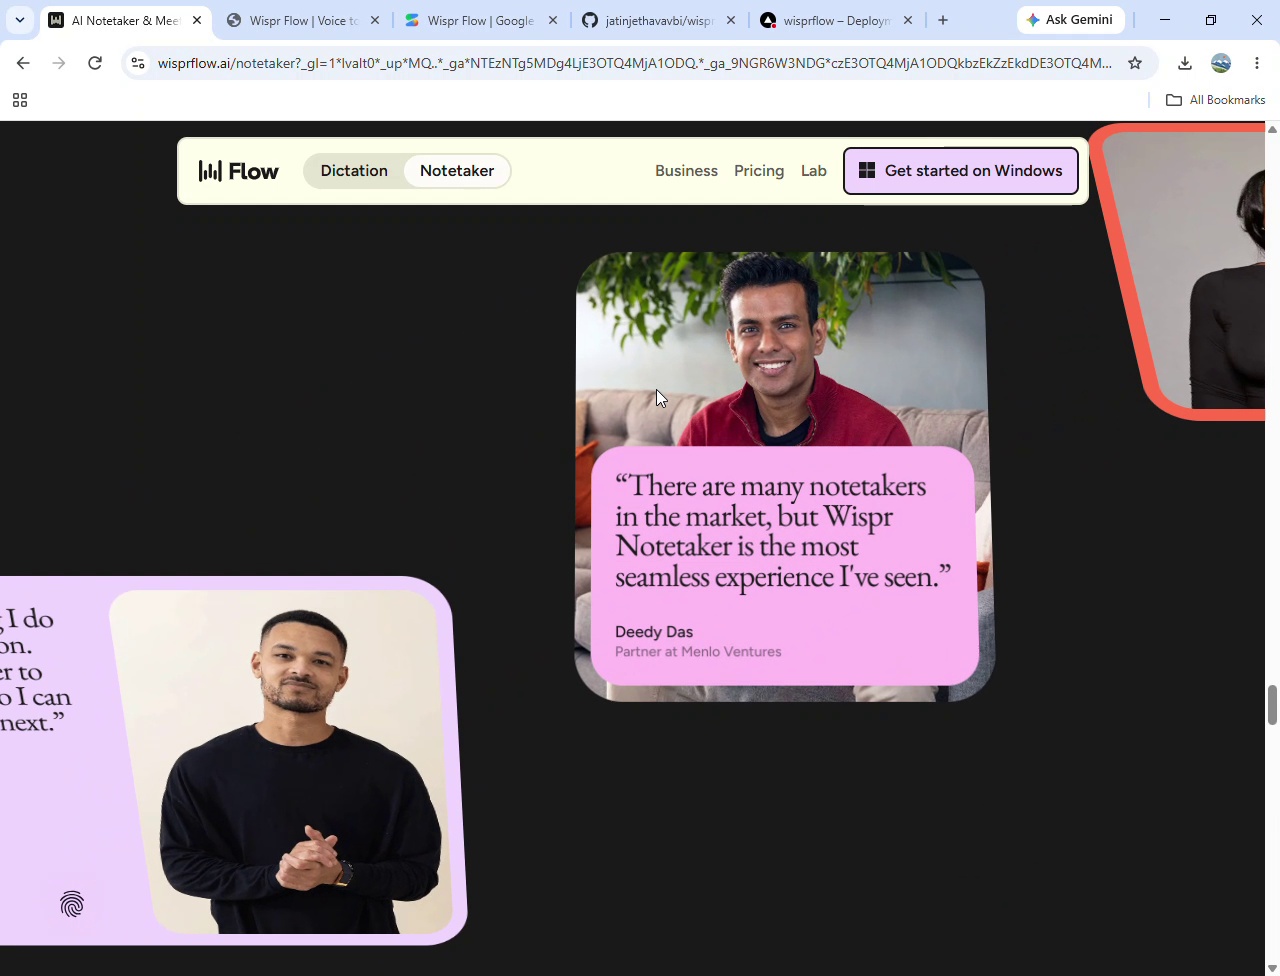 AI Notetaker & Mee
Wispr Flow | Voice to
Wispr Flow | Google
jatinjethavavbi/wispr
wisprflow – Deploym
Ask Gemini
wisprflow.ai/notetaker?_gl=1*lvalt0*_up*MQ..*_ga*NTEzNTg5MDg4LjE3OTQ4MjA1ODQ.*_ga_9NGR6W3NDG*czE3OTQ4MjA1ODQkbzEkZzEkdDE3OTQ4M...
All Bookmarks
Flow
Dictation
Notetaker
Business
Pricing
Lab
Get started on Windows
“There are many notetakers
in the market, but Wispr
Notetaker is the most
seamless experience I've seen.”
Deedy Das
Partner at Menlo Ventures
I do
on.
er to
o I can
next.”